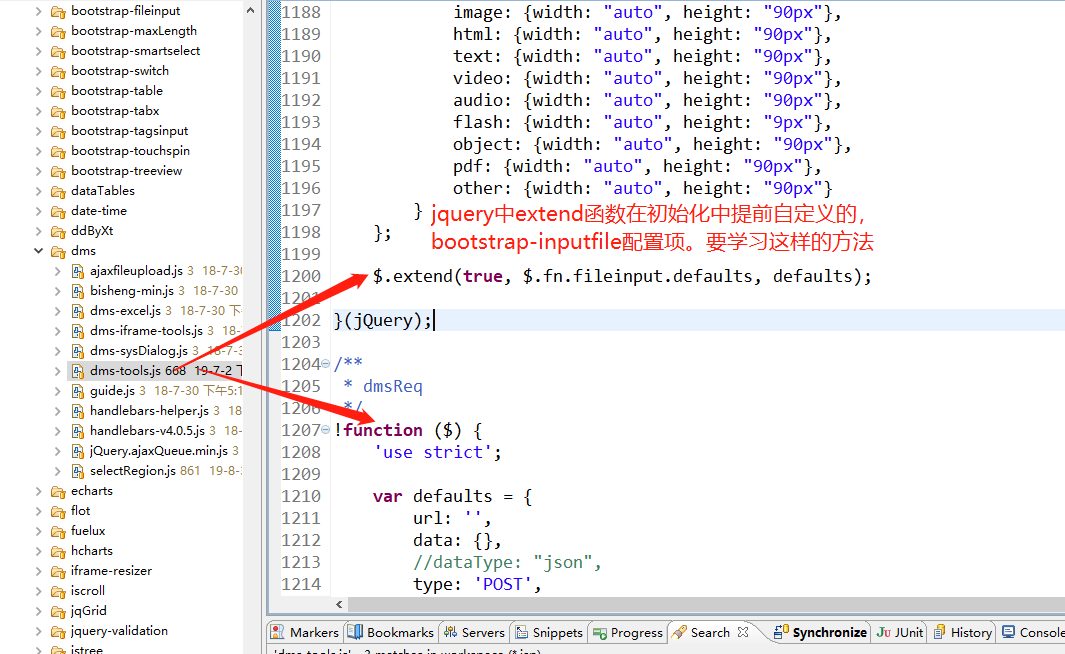 bootstrap-fileinput
bootstrap-maxLength
bootstrap-smartselect
bootstrap-switch
bootstrap-table
bootstrap-tabx
bootstrap-tagsinput
bootstrap-touchspin
bootstrap-treeview
dataTables
date-time
ddByXt
dms
ajaxfileupload.js 3 18-7-30
bisheng-min.js 3 18-7-30
dms-excel.js 3 18-7-30 下
dms-iframe-tools.js 3 18-
dms-sysDialog.js 3 18-7-3
dms-tools.js 668 19-7-2 下
guide.js 3 18-7-30 下午5:1
handlebars-helper.js 3 18
handlebars-v4.0.5.js 3 18-
jQuery.ajaxQueue.min.js 3
selectRegion.js 861 19-8-
echarts
flot
fuelux
hcharts
iframe-resizer
iscroll
jqGrid
jquery-validation
jstree
1188 image: {width: "auto", height: "90px"},
1189 html: {width: "auto", height: "90px"},
1190 text: {width: "auto", height: "90px"},
1191 video: {width: "auto", height: "90px"},
1192 audio: {width: "auto", height: "90px"},
1193 flash: {width: "auto", height: "9px"},
1194 object: {width: "auto", height: "90px"},
1195 pdf: {width: "auto", height: "90px"},
1196 other: {width: "auto", height: "90px"}
1197 }
jquery中extend函数在初始化中提前自定义的，
1198 };
bootstrap-inputfile配置项。要学习这样的方法
1199
1200 $.extend(true, $.fn.fileinput.defaults, defaults);
1201
1202 }(jQuery);
1203
1204 /**
1205 * dmsReq
1206 */
1207 !function ($) {
1208 'use strict';
1209
1210 var defaults = {
1211 url: '',
1212 data: {},
1213 //dataType: "json",
1214 type: 'POST',
Markers Bookmarks Servers Snippets Progress Search Synchronize JUnit History Console
'dms-tools.js' - 3 matches in workspace (*.jsp)